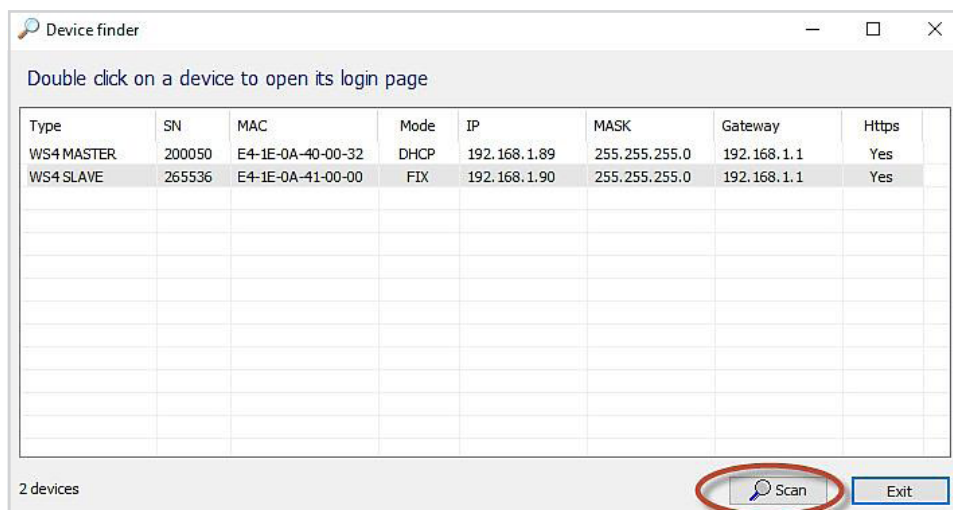 Device finder
Double click on a device to open its login page
Type SN MAC Mode IP MASK Gateway Https
WS4 MASTER 200050 E4-1E-0A-40-00-32 DHCP 192.168.1.89 255.255.255.0 192.168.1.1 Yes
WS4 SLAVE 265536 E4-1E-0A-41-00-00 FIX 192.168.1.90 255.255.255.0 192.168.1.1 Yes
2 devices Scan Exit